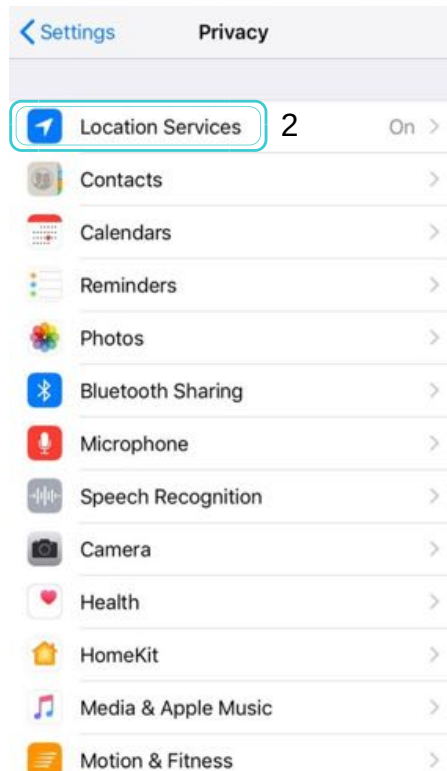 Settings Privacy
Location Services 2 On
Contacts
Calendars
Reminders
Photos
Bluetooth Sharing
Microphone
Speech Recognition
Camera
Health
HomeKit
Media & Apple Music
Motion & Fitness